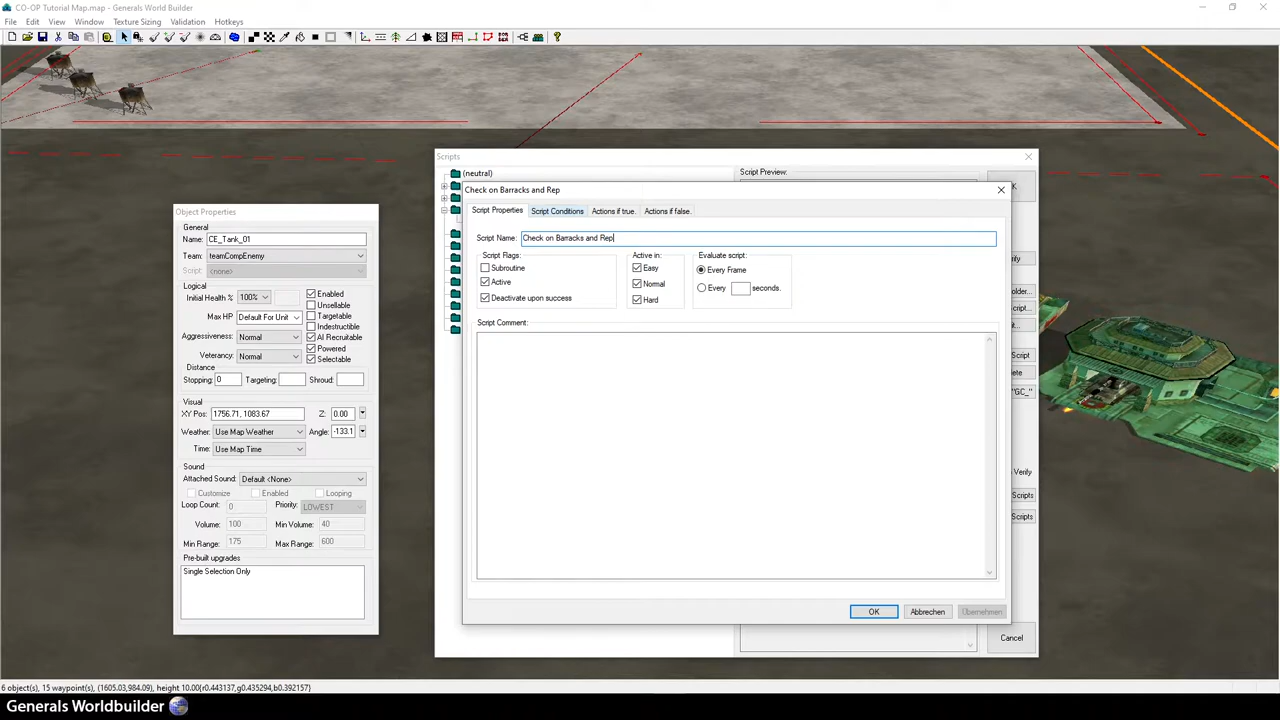 CO-OP Tutorial Map.map - Generals World Builder
File Edit View Window Texture Sizing Validation Hotkeys
Scripts
(neutral)
Script Preview:
Check on Barracks and Rep
Script Properties Script Conditions Actions if true. Actions if false.
Script Name: Check on Barracks and Rep
Script Flags: Active in: Evaluate script:
Subroutine Easy Every Frame
Active Normal Every seconds.
Deactivate upon success Hard
Script Comment:
OK Abbrechen Übernehmen
K
rify
older...
cript...
Script
lete
"GC_"
o Verify
Scripts
Scripts
Cancel
Object Properties
General
Name: CE_Tank_01
Team: teamCompEnemy
Script: <none>
Logical
Initial Health % 100% Enabled
Unsellable
Max HP Default For Unit Targetable
Indestructible
Aggressiveness: Normal AI Recruitable
Powered
Veterancy: Normal Selectable
Distance
Stopping: 0 Targeting: Shroud:
Visual
XY Pos: 1756.71, 1083.67 Z: 0.00
Weather: Use Map Weather Angle: -133.1
Time: Use Map Time
Sound
Attached Sound: Default <None>
Customize Enabled Looping
Loop Count: 0 Priority: LOWEST
Volume: 100 Min Volume: 40
Min Range: 175 Max Range: 600
Pre-built upgrades
Single Selection Only
6 object(s), 15 waypoint(s), (1605.03,984.09), height 10.00{r0.443137,g0.435294,b0.392157}
Generals Worldbuilder